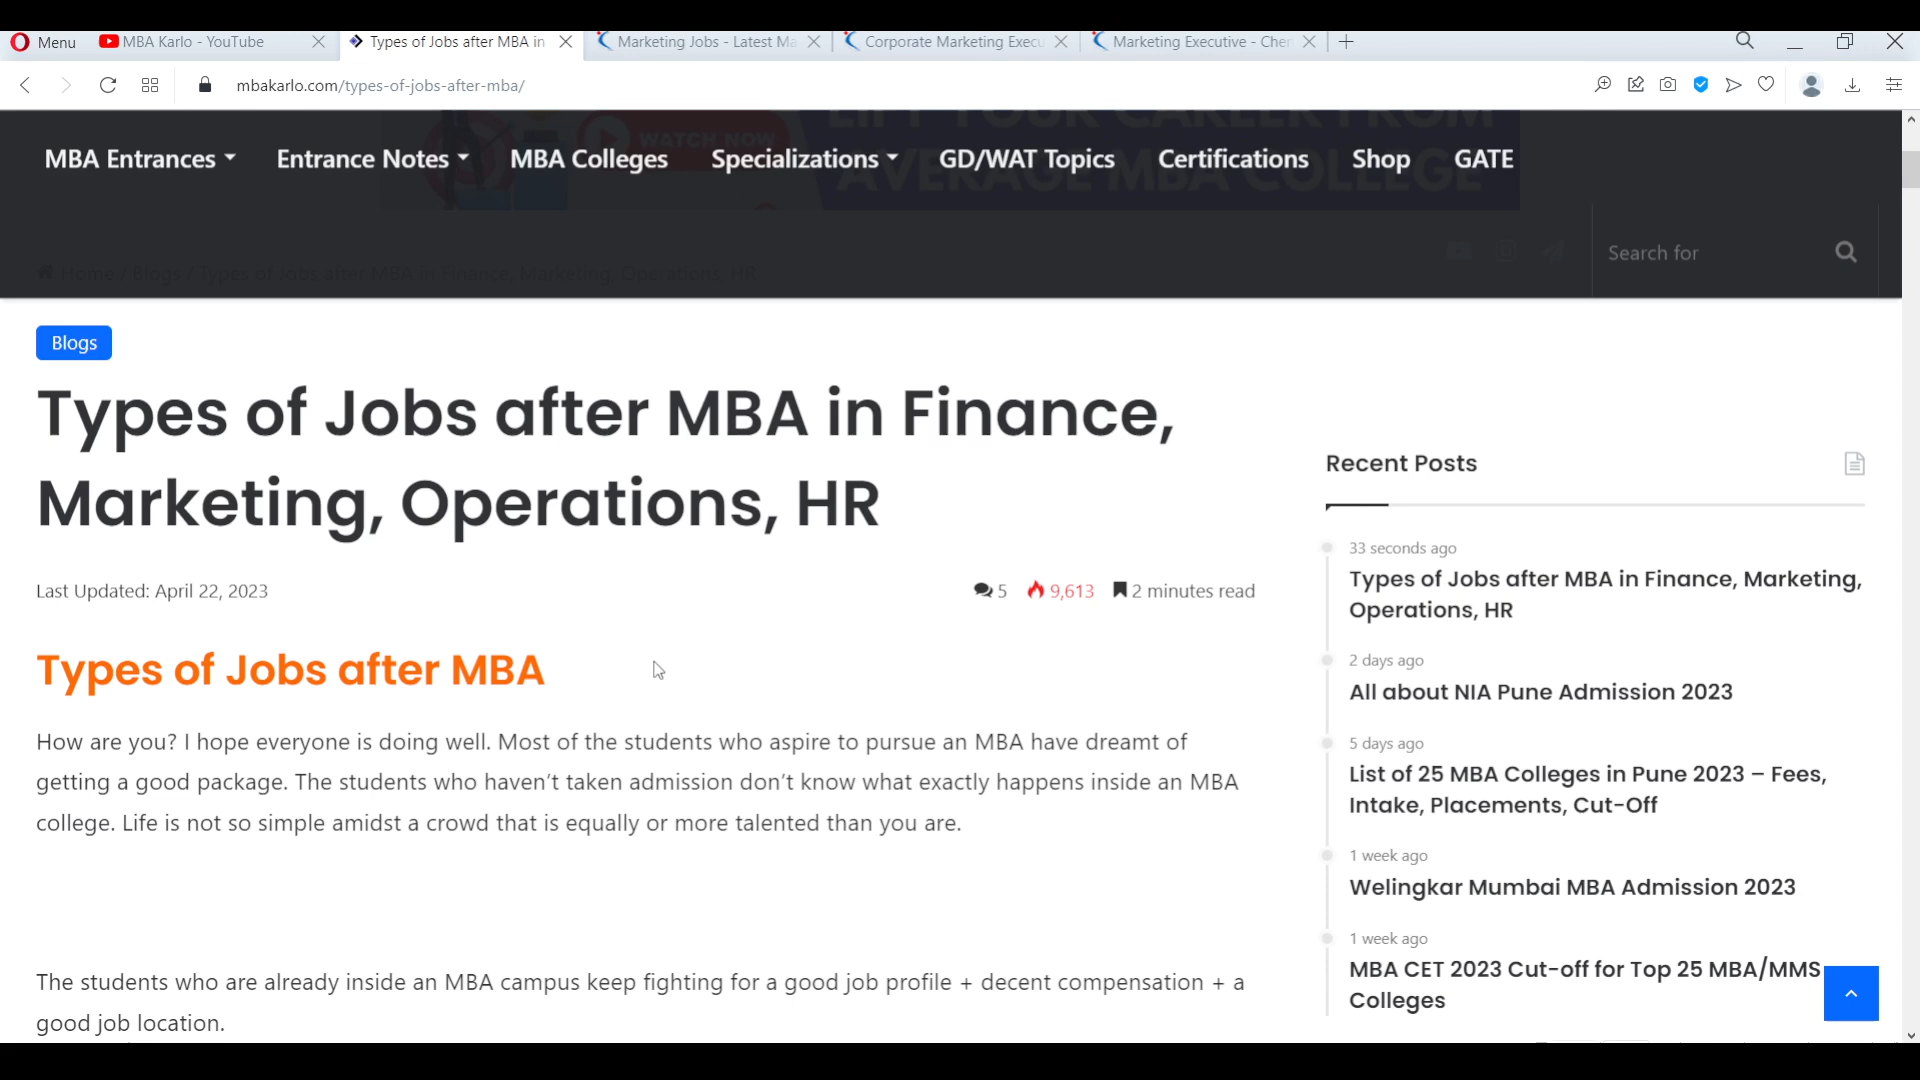 Menu
MBA Karlo - YouTube
Types of Jobs after MBA in
Marketing Jobs - Latest Ma
Corporate Marketing Execu
Marketing Executive - Cher
mbakarlo.com/types-of-jobs-after-mba/
LIFT YOUR CAREER FROM
WATCH NOW
AVERAGE MBA COLLEGE
MBA Entrances
Entrance Notes
MBA Colleges
Specializations
GD/WAT Topics
Certifications
Shop
GATE
Home / Blogs / Types of Jobs after MBA in Finance, Marketing, Operations, HR
Search for
Blogs
Types of Jobs after MBA in Finance,
Marketing, Operations, HR
Last Updated: April 22, 2023
5
9,613
2 minutes read
Types of Jobs after MBA
How are you? I hope everyone is doing well. Most of the students who aspire to pursue an MBA have dreamt of
getting a good package. The students who haven't taken admission don't know what exactly happens inside an MBA
college. Life is not so simple amidst a crowd that is equally or more talented than you are.
The students who are already inside an MBA campus keep fighting for a good job profile + decent compensation + a
good job location.
Recent Posts
33 seconds ago
Types of Jobs after MBA in Finance, Marketing,
Operations, HR
2 days ago
All about NIA Pune Admission 2023
5 days ago
List of 25 MBA Colleges in Pune 2023 – Fees,
Intake, Placements, Cut-Off
1 week ago
Welingkar Mumbai MBA Admission 2023
1 week ago
MBA CET 2023 Cut-off for Top 25 MBA/MMS
Colleges